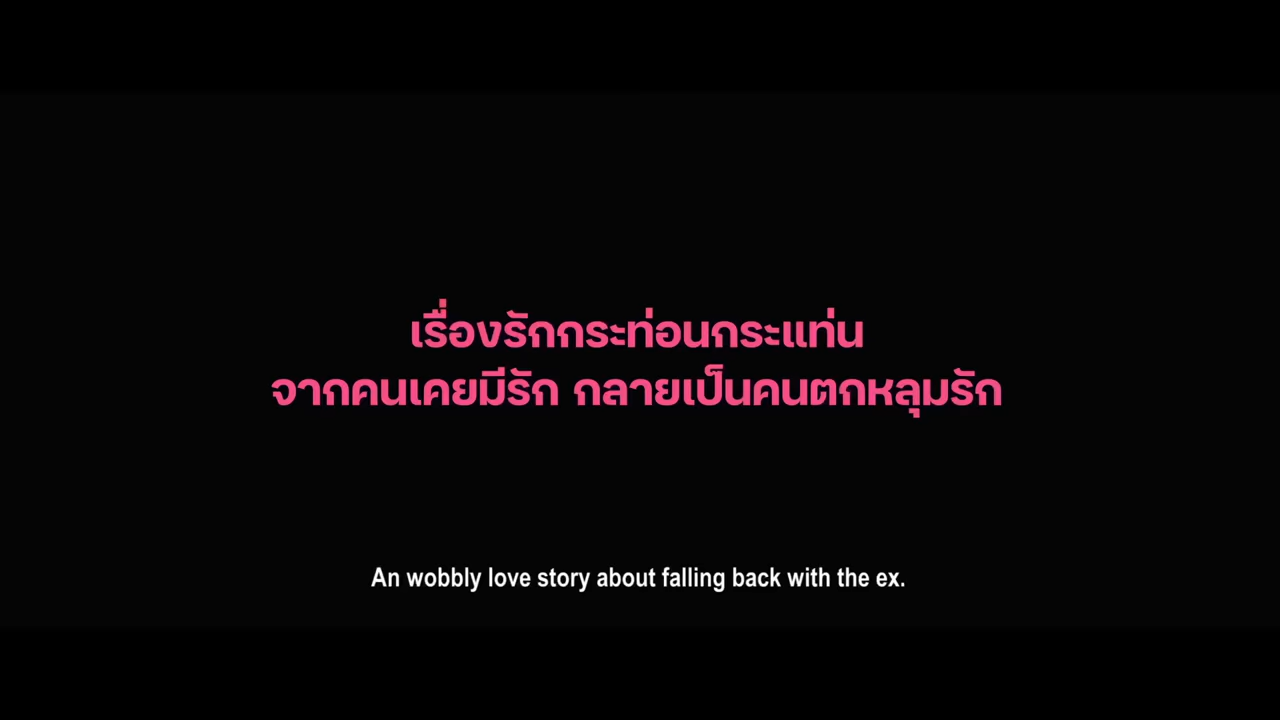 เรื่องรักกระท่อนกระแท่น
จากคนเคยมีรัก กลายเป็นคนตกหลุมรัก
An wobbly love story about falling back with the ex.